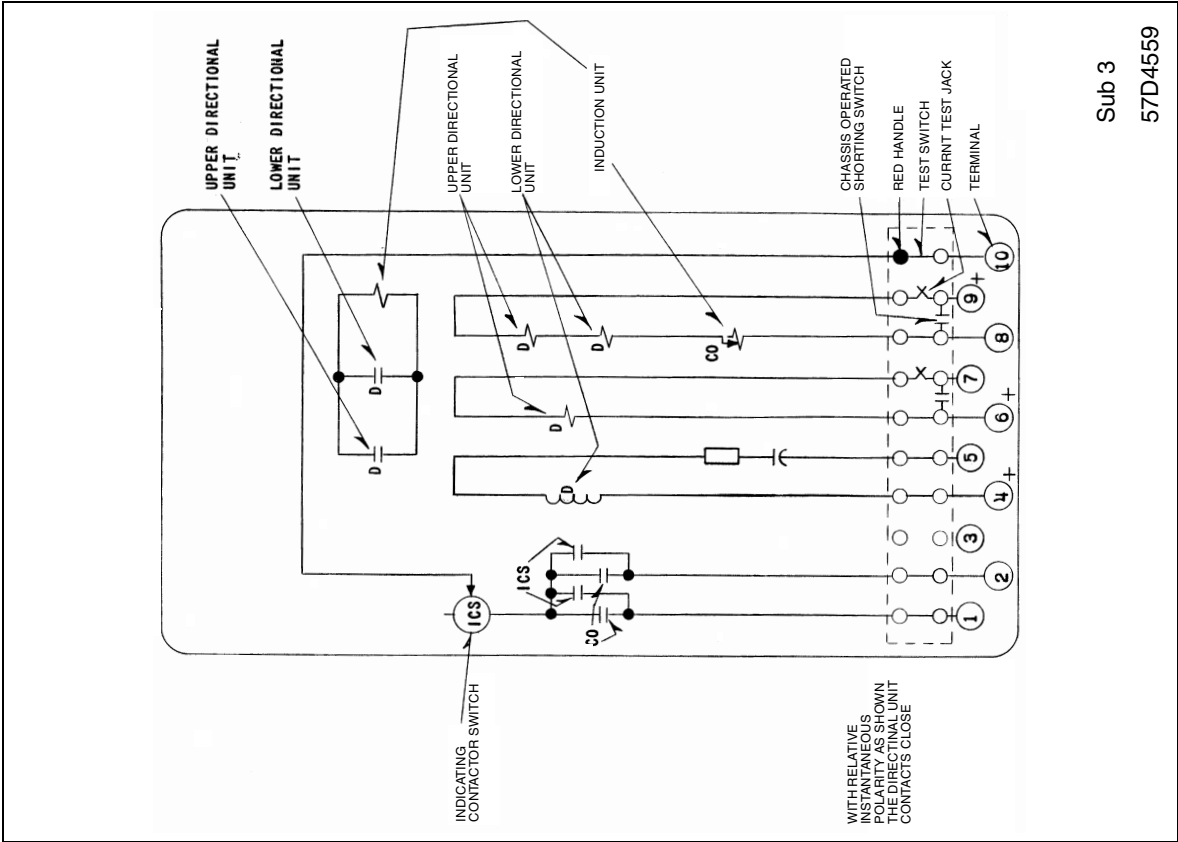 UPPER DIRECTIONAL
UNIT
LOWER DIRECTIONAL
UNIT
UPPER DIRECTIONAL
UNIT
LOWER DIRECTIONAL
UNIT
INDUCTION UNIT
CHASSIS OPERATED
SHORTING SWITCH
RED HANDLE
TEST SWITCH
CURRNT TEST JACK
TERMINAL
Sub 3
57D4559
D
D
D
D
CO
D
D
ICS
ICS
CO
10
9
+
8
7
6
+
5
4
+
3
2
1
INDICATING
CONTACTOR SWITCH
WITH RELATIVE
INSTANTANEOUS
POLARITY AS SHOWN
THE DIRECTINAL UNIT
CONTACTS CLOSE